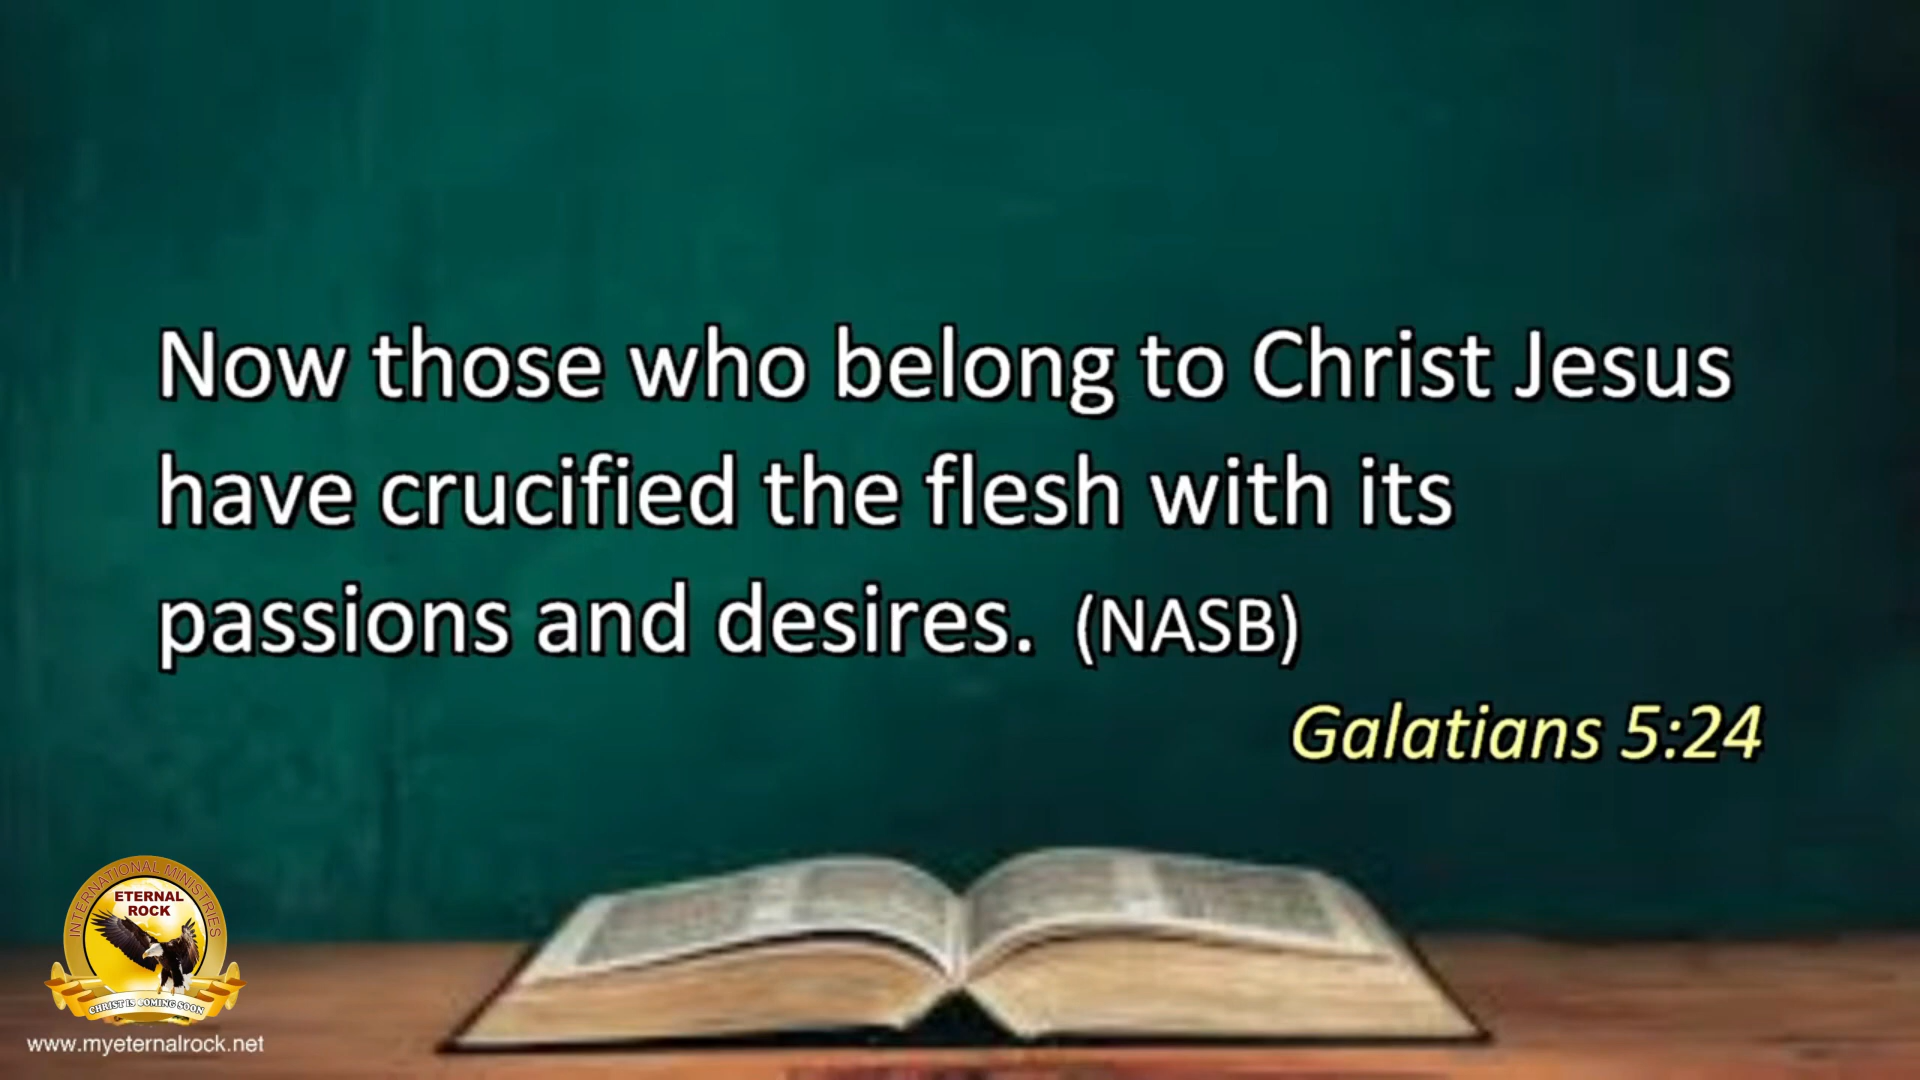 Now those who belong to Christ Jesus
have crucified the flesh with its
passions and desires. (NASB)
Galatians 5:24
INTERNATIONAL MINISTRIES
ETERNAL
ROCK
CHRIST IS COMING SOON
www.myeternalrock.net